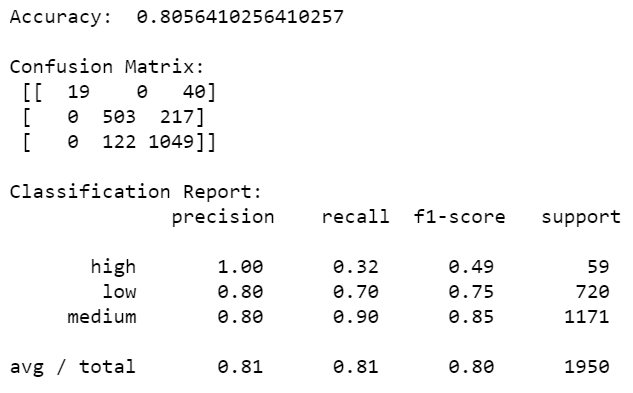 Accuracy:  0.8056410256410257
Confusion Matrix:
[[  19    0   40]
[   0  503  217]
[   0  122 1049]]
Classification Report:
precision    recall  f1-score   support
high       1.00      0.32      0.49        59
low       0.80      0.70      0.75       720
medium       0.80      0.90      0.85      1171
avg / total       0.81      0.81      0.80      1950